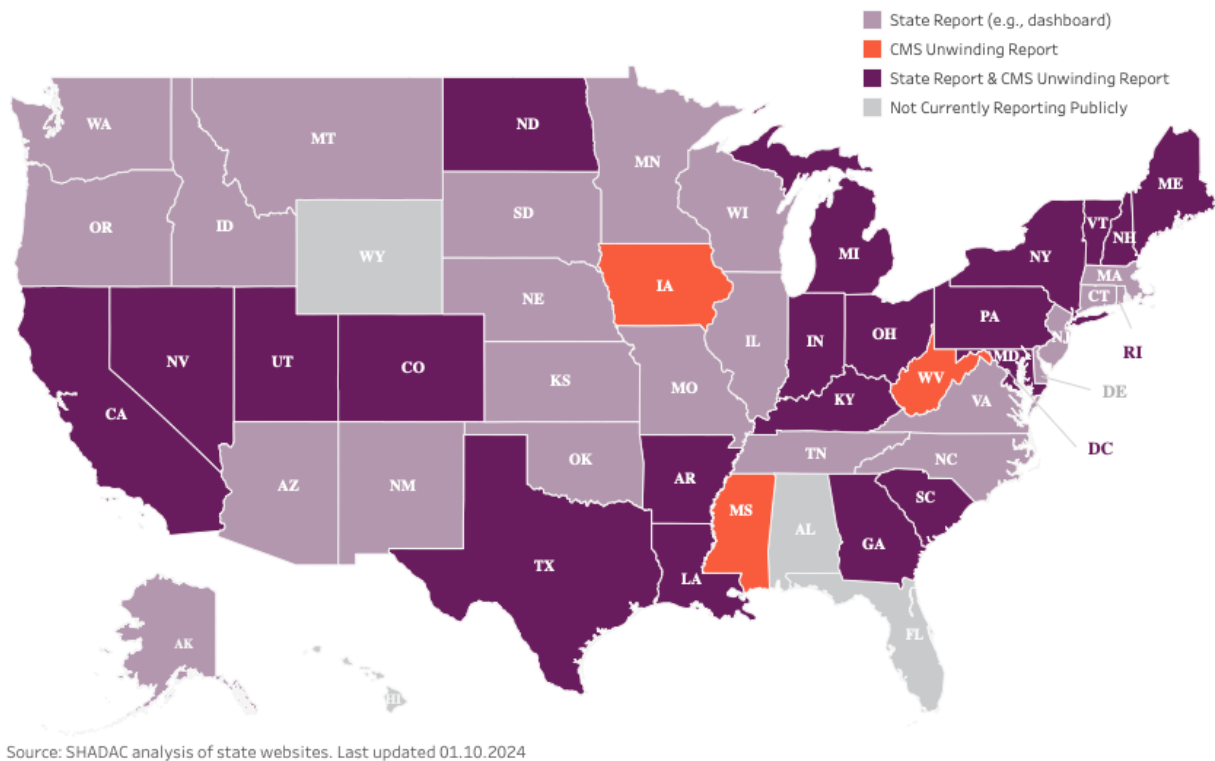 State Report (e.g., dashboard)
CMS Unwinding Report
State Report & CMS Unwinding Report
Not Currently Reporting Publicly
WA
MT
ND
MN
ME
OR
ID
SD
WI
VT
NH
WY
MI
NY
MA
IA
CT
NE
PA
NV
UT
CO
IL
IN
OH
NJ
RI
MD
KS
MO
WV
DE
CA
KY
VA
DC
AZ
NM
OK
TN
NC
AR
SC
MS
AL
GA
TX
LA
FL
AK
HI
Source: SHADAC analysis of state websites. Last updated 01.10.2024